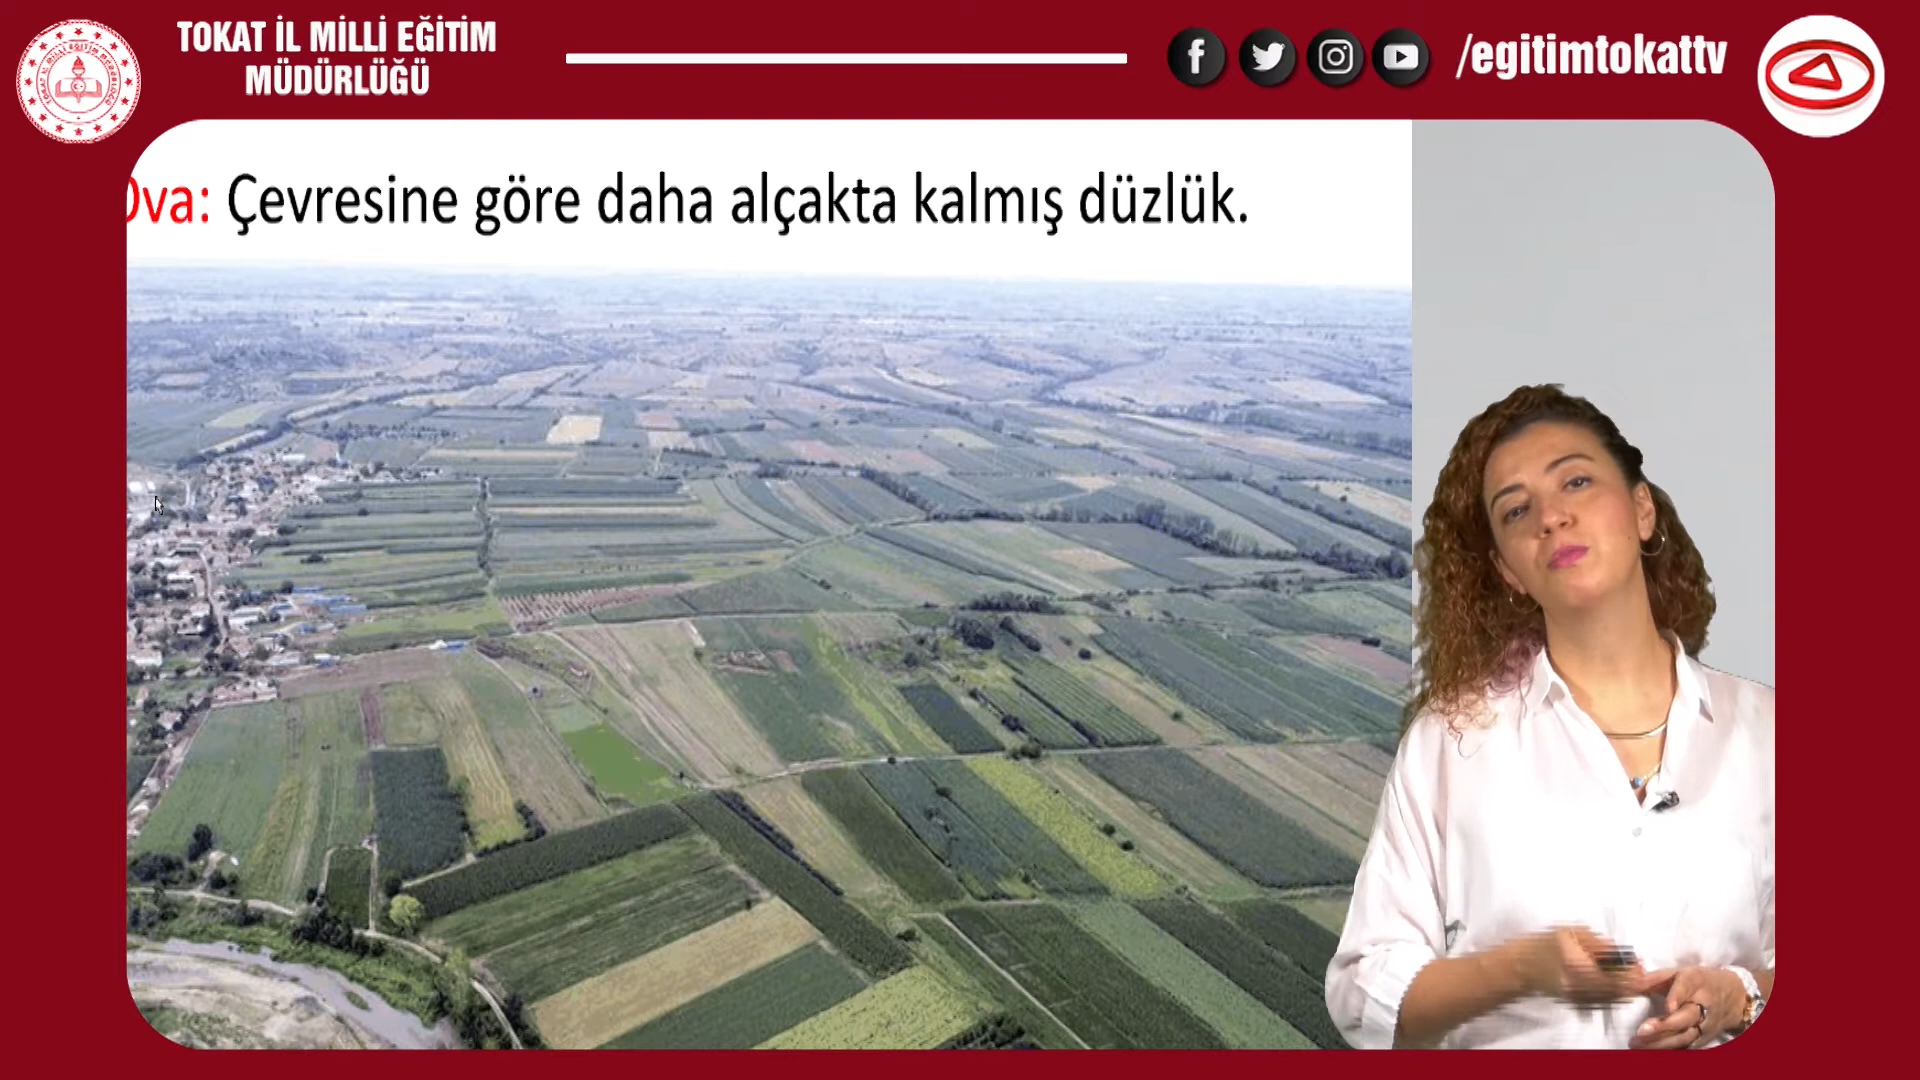 TOKAT İL MİLLİ EĞİTİM
MÜDÜRLÜĞÜ
/egitimtokattv
Ova: Çevresine göre daha alçakta kalmış düzlük.